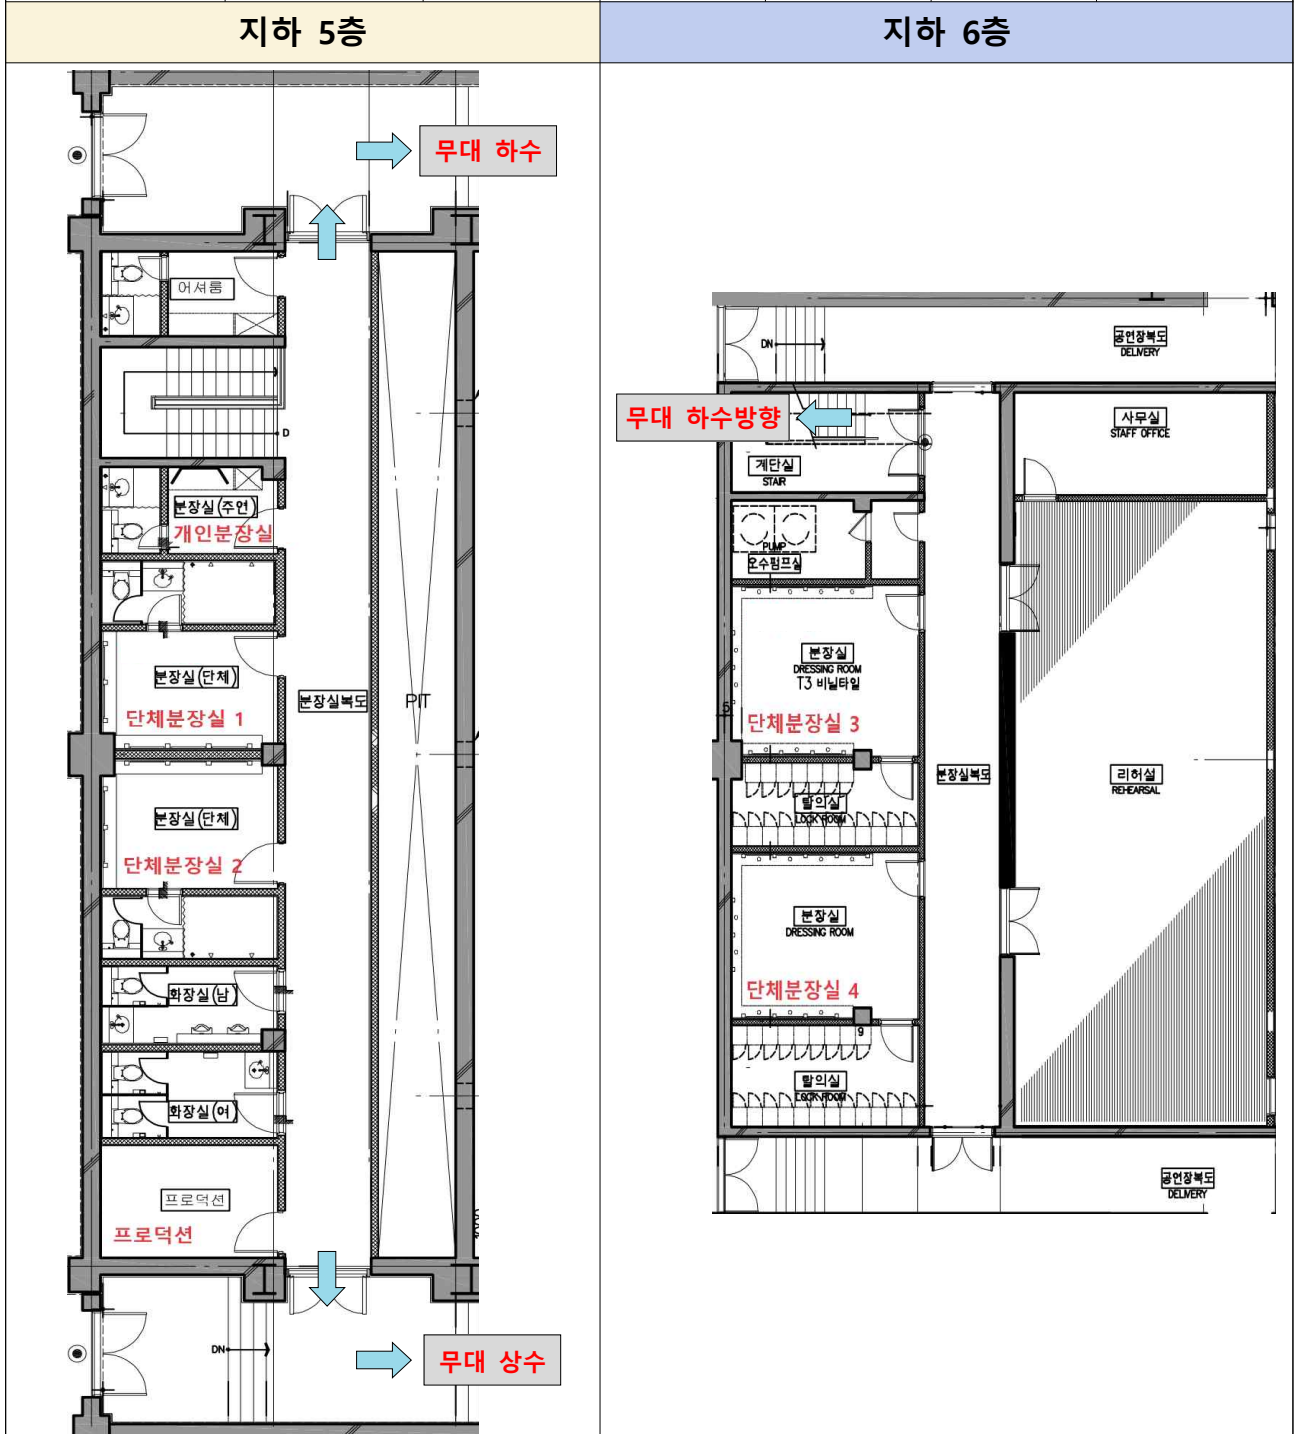 지하 5층
지하 6층
무대 하수
어셔룸
D
분장실(주연)
개인분장실
분장실(단체)
단체분장실 1
분장실복도
PIT
분장실(단체)
단체분장실 2
화장실(남)
화장실(여)
프로덕션
프로덕션
DN
무대 상수
공연장복도
DELIVERY
DN
무대 하수방향
사무실
STAFF OFFICE
계단실
STAIR
PUMP
오수펌프실
분장실
DRESSING ROOM
T3 비닐타일
5
단체분장실 3
탈의실
LOCK ROOM
분장실복도
리허설
REHEARSAL
분장실
DRESSING ROOM
단체분장실 4
9
탈의실
LOCK ROOM
공연장복도
DELIVERY